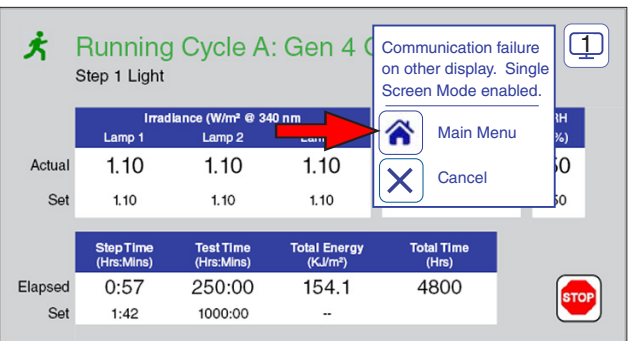 Running Cycle A: Gen 4
Step 1 Light
Communication failure
on other display. Single
Screen Mode enabled.
Main Menu
Cancel
1
Irradiance (W/m² @ 340 nm
Lamp 1 Lamp 2
Actual 1.10 1.10 1.10
Set 1.10 1.10 1.10
Step Time Test Time Total Energy Total Time
(Hrs:Mins) (Hrs:Mins) (KJ/m²) (Hrs)
Elapsed 0:57 250:00 154.1 4800
Set 1:42 1000:00 --
STOP